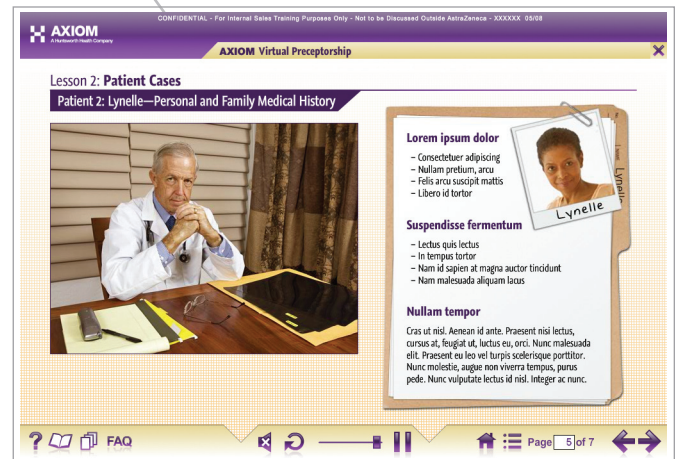 CONFIDENTIAL - For Internal Sales Training Purposes Only - Not to be Discussed Outside AstraZeneca - XXXXXX 05/08
AXIOM
A Huntsworth Health Company
AXIOM Virtual Preceptorship
Lesson 2: Patient Cases
Patient 2: Lynelle—Personal and Family Medical History
Lorem ipsum dolor
– Consectetuer adipiscing
– Nullam pretium, arcu
– Felis arcu suscipit mattis
– Libero id tortor
Lynelle
Lynelle
Suspendisse fermentum
– Lectus quis lectus
– In tempus tortor
– Nam id sapien at magna auctor tincidunt
– Nam malesuada aliquam lacus
Nullam tempor
Cras ut nisl. Aenean id ante. Praesent nisi lectus,
cursus at, feugiat ut, luctus eu, orci. Nunc malesuada
elit. Praesent eu leo vel turpis scelerisque porttitor.
Nunc molestie, augue non viverra tempus, purus
pede. Nunc vulputate lectus id nisl. Integer ac nunc.
? FAQ
Page 5 of 7